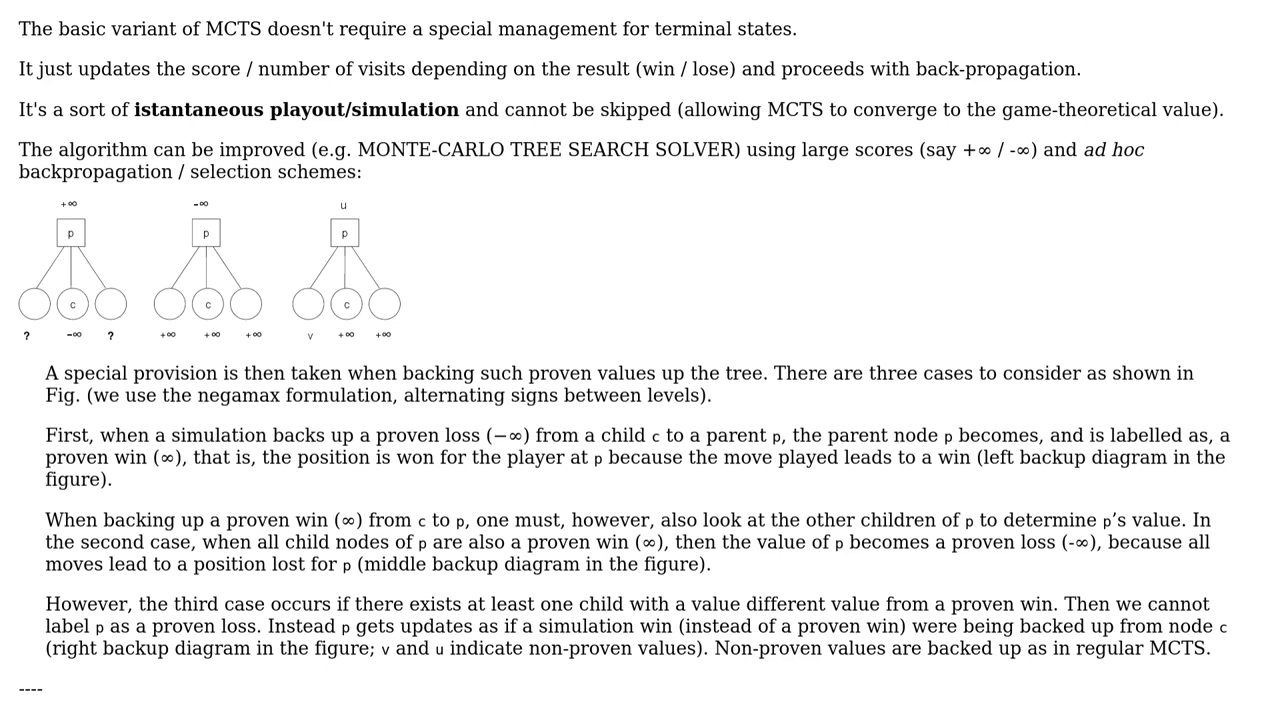 The basic variant of MCTS doesn't require a special management for terminal states.
It just updates the score / number of visits depending on the result (win / lose) and proceeds with back-propagation.
It's a sort of istantaneous playout/simulation and cannot be skipped (allowing MCTS to converge to the game-theoretical value).
The algorithm can be improved (e.g. MONTE-CARLO TREE SEARCH SOLVER) using large scores (say +∞ / -∞) and ad hoc
backpropagation / selection schemes:
+∞ -∞ u
p p p
c c c
? -∞ ? +∞ +∞ +∞ v +∞ +∞
A special provision is then taken when backing such proven values up the tree. There are three cases to consider as shown in
Fig. (we use the negamax formulation, alternating signs between levels).
First, when a simulation backs up a proven loss (−∞) from a child c to a parent p, the parent node p becomes, and is labelled as, a
proven win (∞), that is, the position is won for the player at p because the move played leads to a win (left backup diagram in the
figure).
When backing up a proven win (∞) from c to p, one must, however, also look at the other children of p to determine p’s value. In
the second case, when all child nodes of p are also a proven win (∞), then the value of p becomes a proven loss (-∞), because all
moves lead to a position lost for p (middle backup diagram in the figure).
However, the third case occurs if there exists at least one child with a value different value from a proven win. Then we cannot
label p as a proven loss. Instead p gets updates as if a simulation win (instead of a proven win) were being backed up from node c
(right backup diagram in the figure; v and u indicate non-proven values). Non-proven values are backed up as in regular MCTS.
----